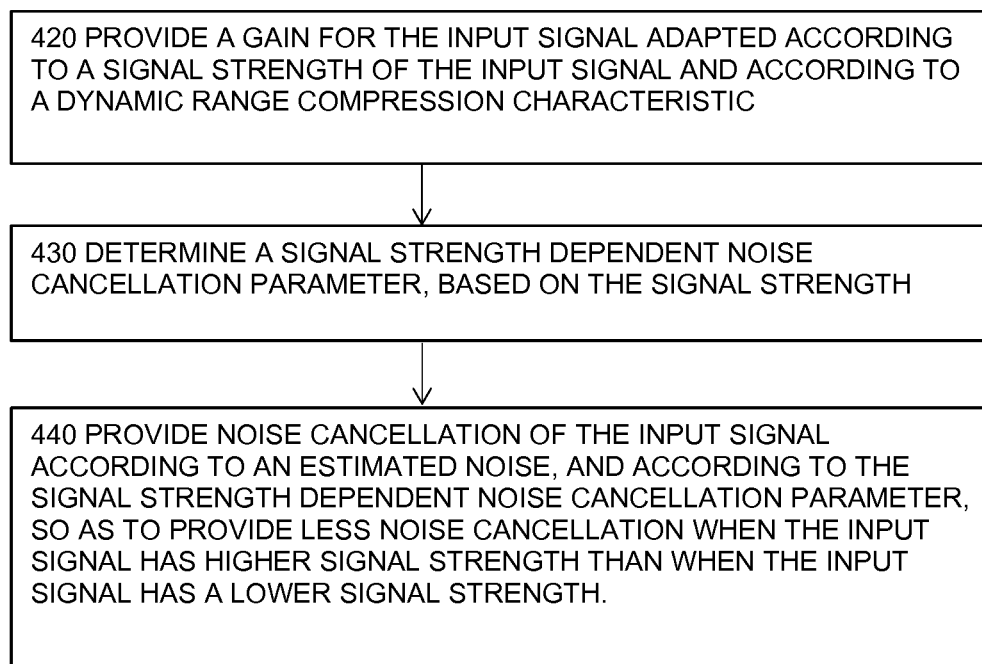 420 PROVIDE A GAIN FOR THE INPUT SIGNAL ADAPTED ACCORDING
TO A SIGNAL STRENGTH OF THE INPUT SIGNAL AND ACCORDING TO
A DYNAMIC RANGE COMPRESSION CHARACTERISTIC
430 DETERMINE A SIGNAL STRENGTH DEPENDENT NOISE
CANCELLATION PARAMETER, BASED ON THE SIGNAL STRENGTH
440 PROVIDE NOISE CANCELLATION OF THE INPUT SIGNAL
ACCORDING TO AN ESTIMATED NOISE, AND ACCORDING TO THE
SIGNAL STRENGTH DEPENDENT NOISE CANCELLATION PARAMETER,
SO AS TO PROVIDE LESS NOISE CANCELLATION WHEN THE INPUT
SIGNAL HAS HIGHER SIGNAL STRENGTH THAN WHEN THE INPUT
SIGNAL HAS A LOWER SIGNAL STRENGTH.